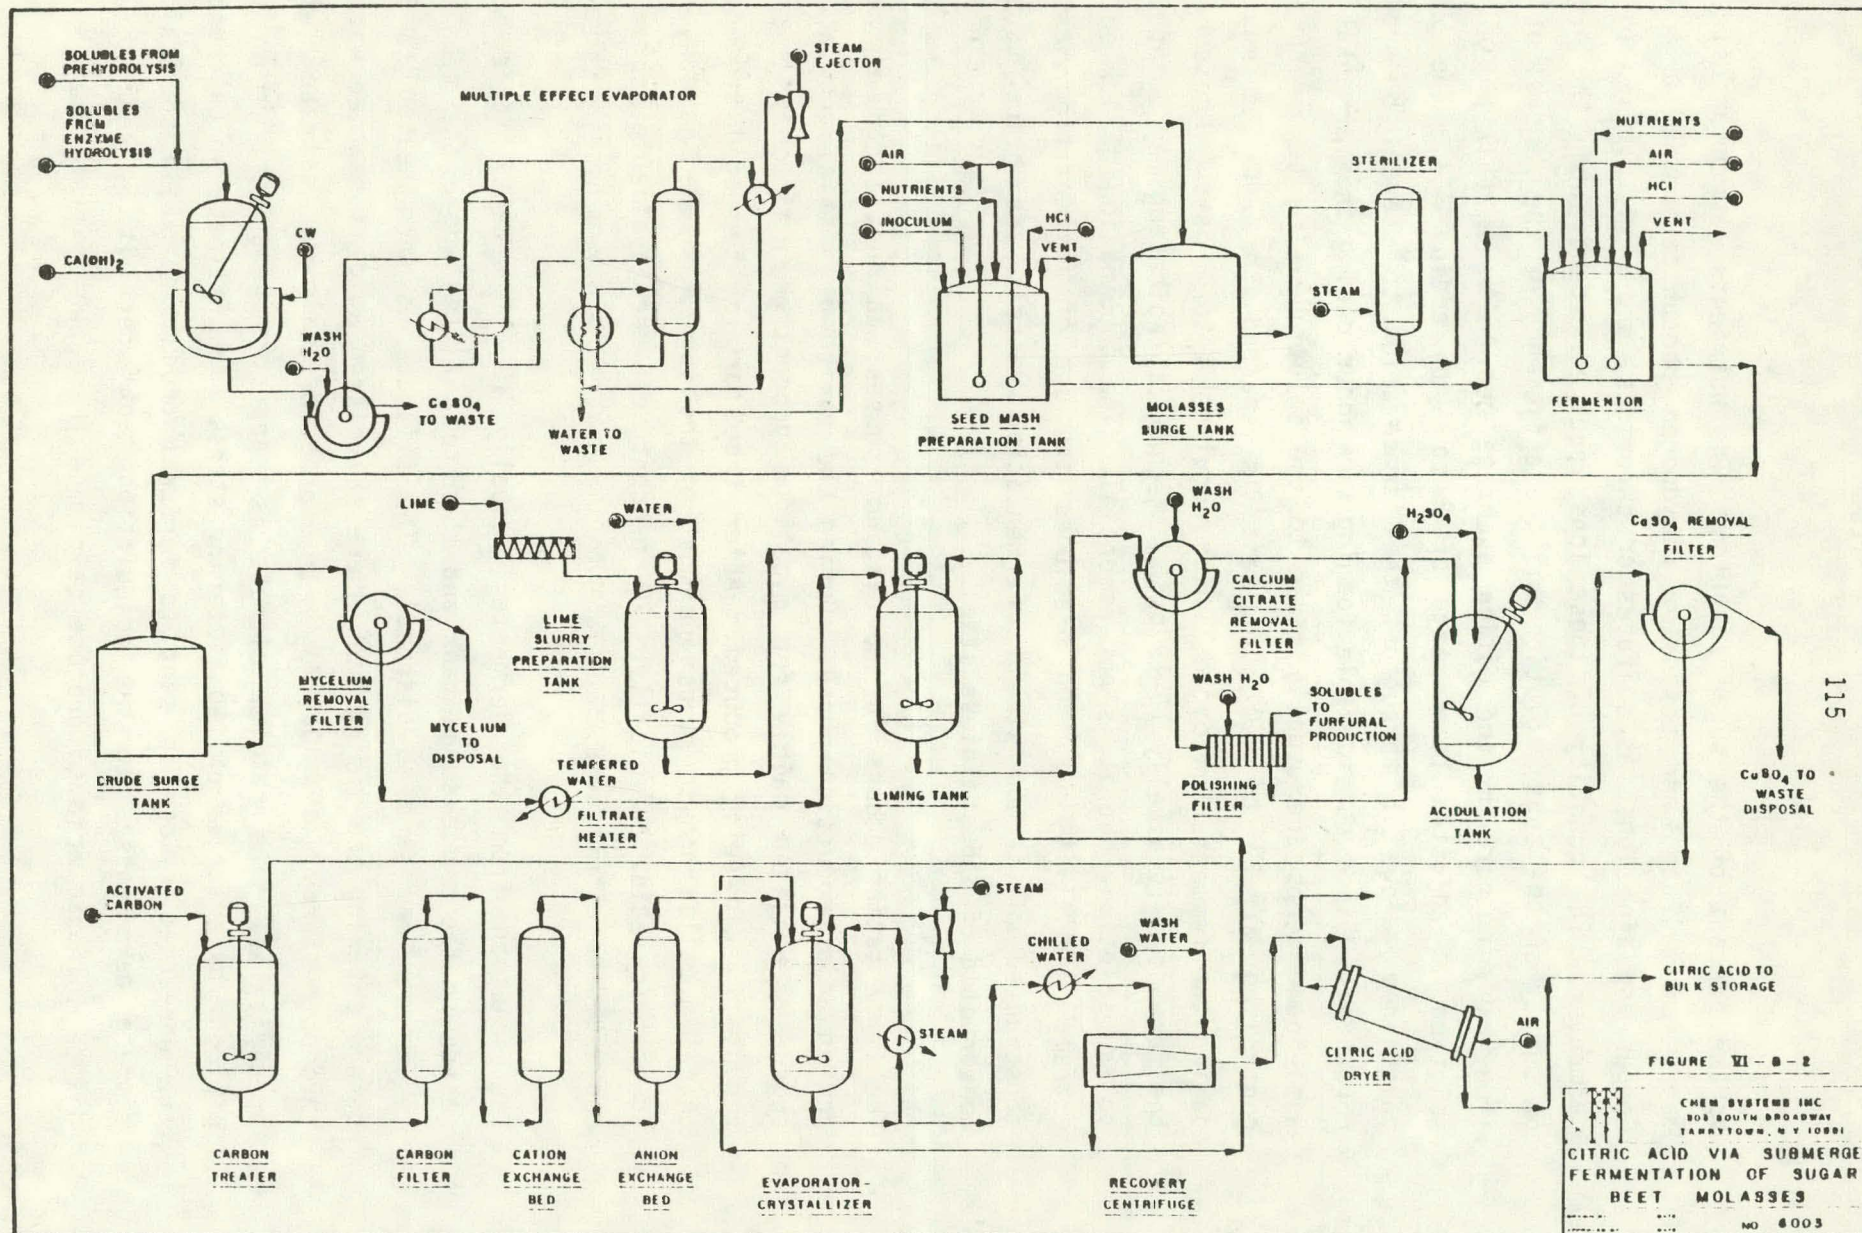 SOLUBLES FROM
PREHYDROLYSIS
SOLUBLES
FROM
ENZYME
HYDROLYSIS
CA(OH)2
CW
WASH
H2O
CaSO4
TO WASTE
MULTIPLE EFFECT EVAPORATOR
STEAM
EJECTOR
WATER TO
WASTE
AIR
NUTRIENTS
INOCULUM
HCl
VENT
SEED MASH
PREPARATION TANK
MOLASSES
SURGE TANK
STERILIZER
STEAM
NUTRIENTS
AIR
HCl
VENT
FERMENTOR
LIME
WATER
LIME
SLURRY
PREPARATION
TANK
MYCELIUM
REMOVAL
FILTER
MYCELIUM
TO
DISPOSAL
CRUDE SURGE
TANK
TEMPERED
WATER
FILTRATE
HEATER
LIMING TANK
WASH
H2O
CALCIUM
CITRATE
REMOVAL
FILTER
WASH H2O
SOLUBLES
TO
FURFURAL
PRODUCTION
POLISHING
FILTER
H2SO4
ACIDULATION
TANK
CaSO4 REMOVAL
FILTER
CaSO4 TO
WASTE
DISPOSAL
115
ACTIVATED
CARBON
CARBON
TREATER
CARBON
FILTER
CATION
EXCHANGE
BED
ANION
EXCHANGE
BED
STEAM
STEAM
EVAPORATOR-
CRYSTALLIZER
CHILLED
WATER
WASH
WATER
RECOVERY
CENTRIFUGE
CITRIC ACID
DRYER
AIR
CITRIC ACID TO
BULK STORAGE
FIGURE VI-B-2
CHEM SYSTEMS INC
303 SOUTH BROADWAY
TARRYTOWN, N Y 10591
CITRIC ACID VIA SUBMERGE
FERMENTATION OF SUGAR
BEET MOLASSES
NO 6003